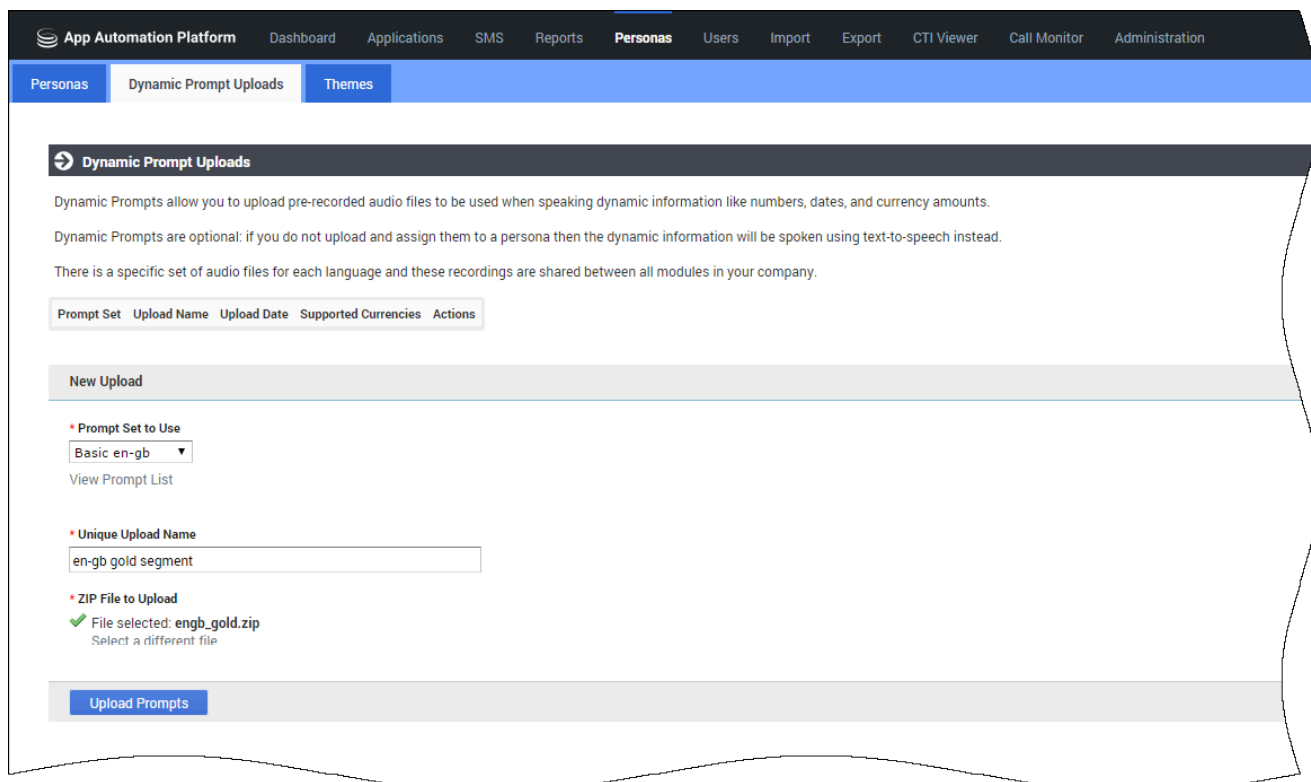 App Automation Platform Dashboard Applications SMS Reports Personas Users Import Export CTI Viewer Call Monitor Administration
Personas Dynamic Prompt Uploads Themes
Dynamic Prompt Uploads
Dynamic Prompts allow you to upload pre-recorded audio files to be used when speaking dynamic information like numbers, dates, and currency amounts.
Dynamic Prompts are optional: if you do not upload and assign them to a persona then the dynamic information will be spoken using text-to-speech instead.
There is a specific set of audio files for each language and these recordings are shared between all modules in your company.
Prompt Set Upload Name Upload Date Supported Currencies Actions
New Upload
* Prompt Set to Use
Basic en-gb
View Prompt List
* Unique Upload Name
en-gb gold segment
* ZIP File to Upload
File selected: engb_gold.zip
Select a different file
Upload Prompts